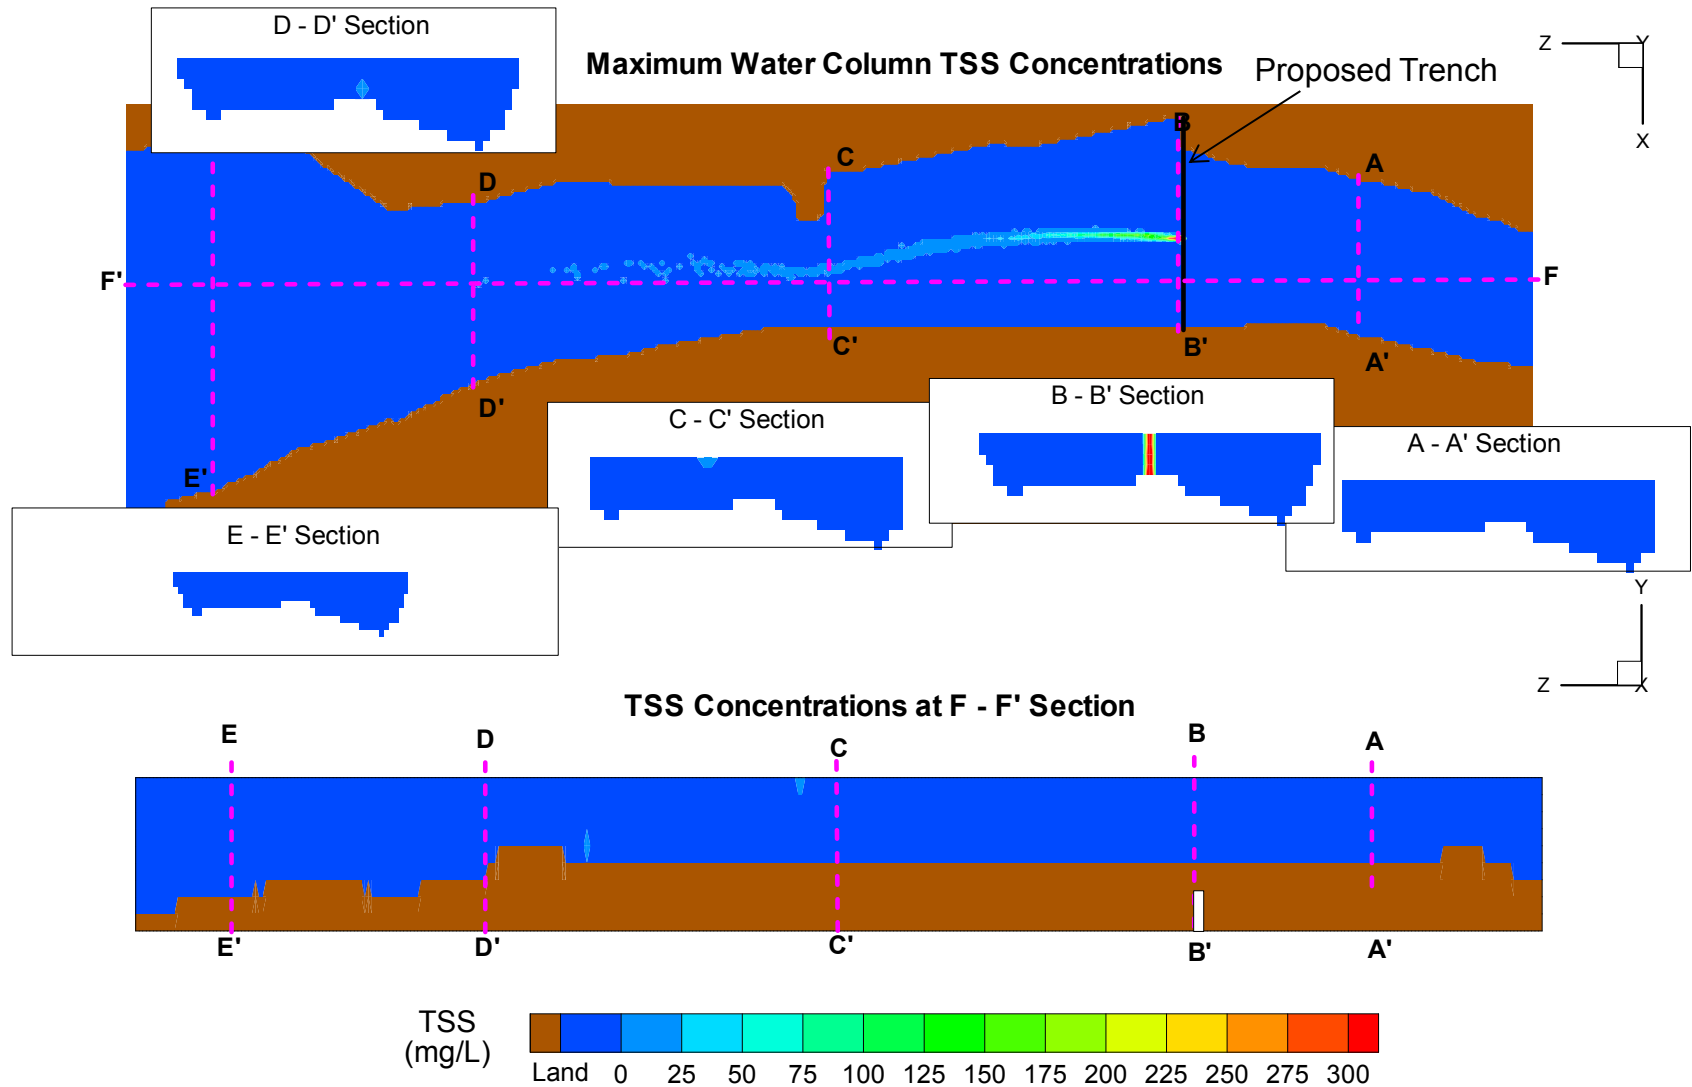 D - D' Section
Maximum Water Column TSS Concentrations
Proposed Trench
Z
Y
X
B
C
A
D
F'
F
C'
B'
A'
D'
E'
B - B' Section
C - C' Section
A - A' Section
E - E' Section
Y
Z
X
TSS Concentrations at F - F' Section
E
D
C
B
A
E'
D'
C'
B'
A'
TSS
(mg/L)
Land 0 25 50 75 100 125 150 175 200 225 250 275 300